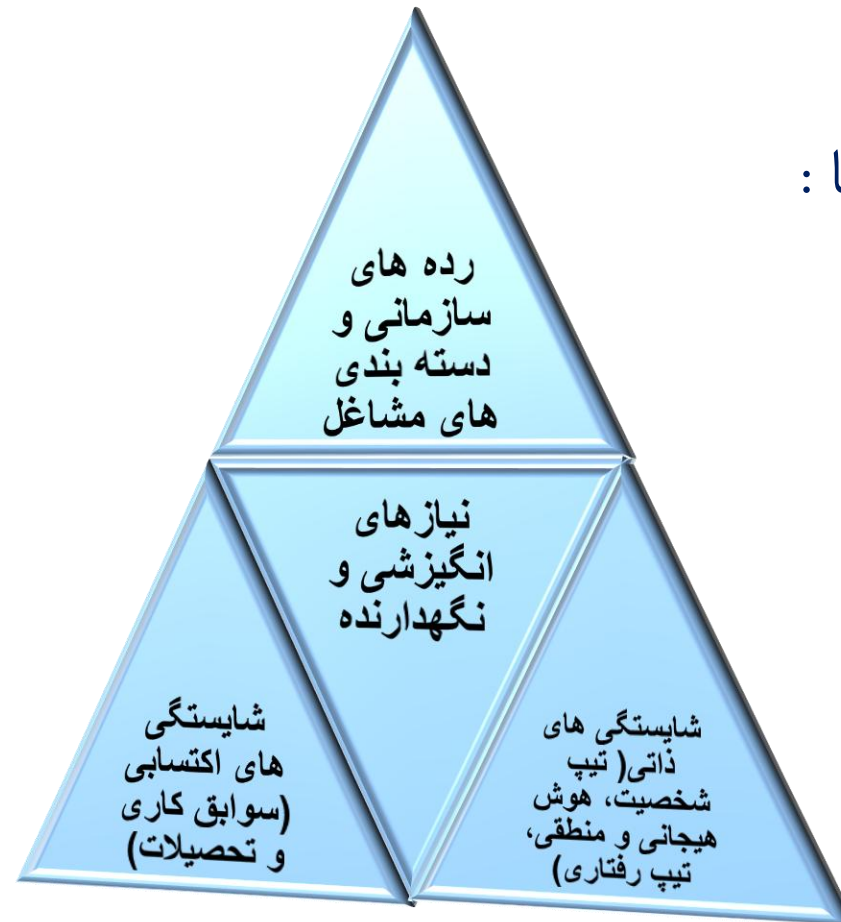 ا :
رده های
سازمانی و
دسته بندی
های مشاغل
نیازهای
انگیزشی و
نگهدارنده
شایستگی های
ذاتی( تیپ
شخصیت، هوش
هیجانی و منطقی،
تیپ رفتاری)
شایستگی
های اکتسابی
(سوابق کاری
و تحصیلات)